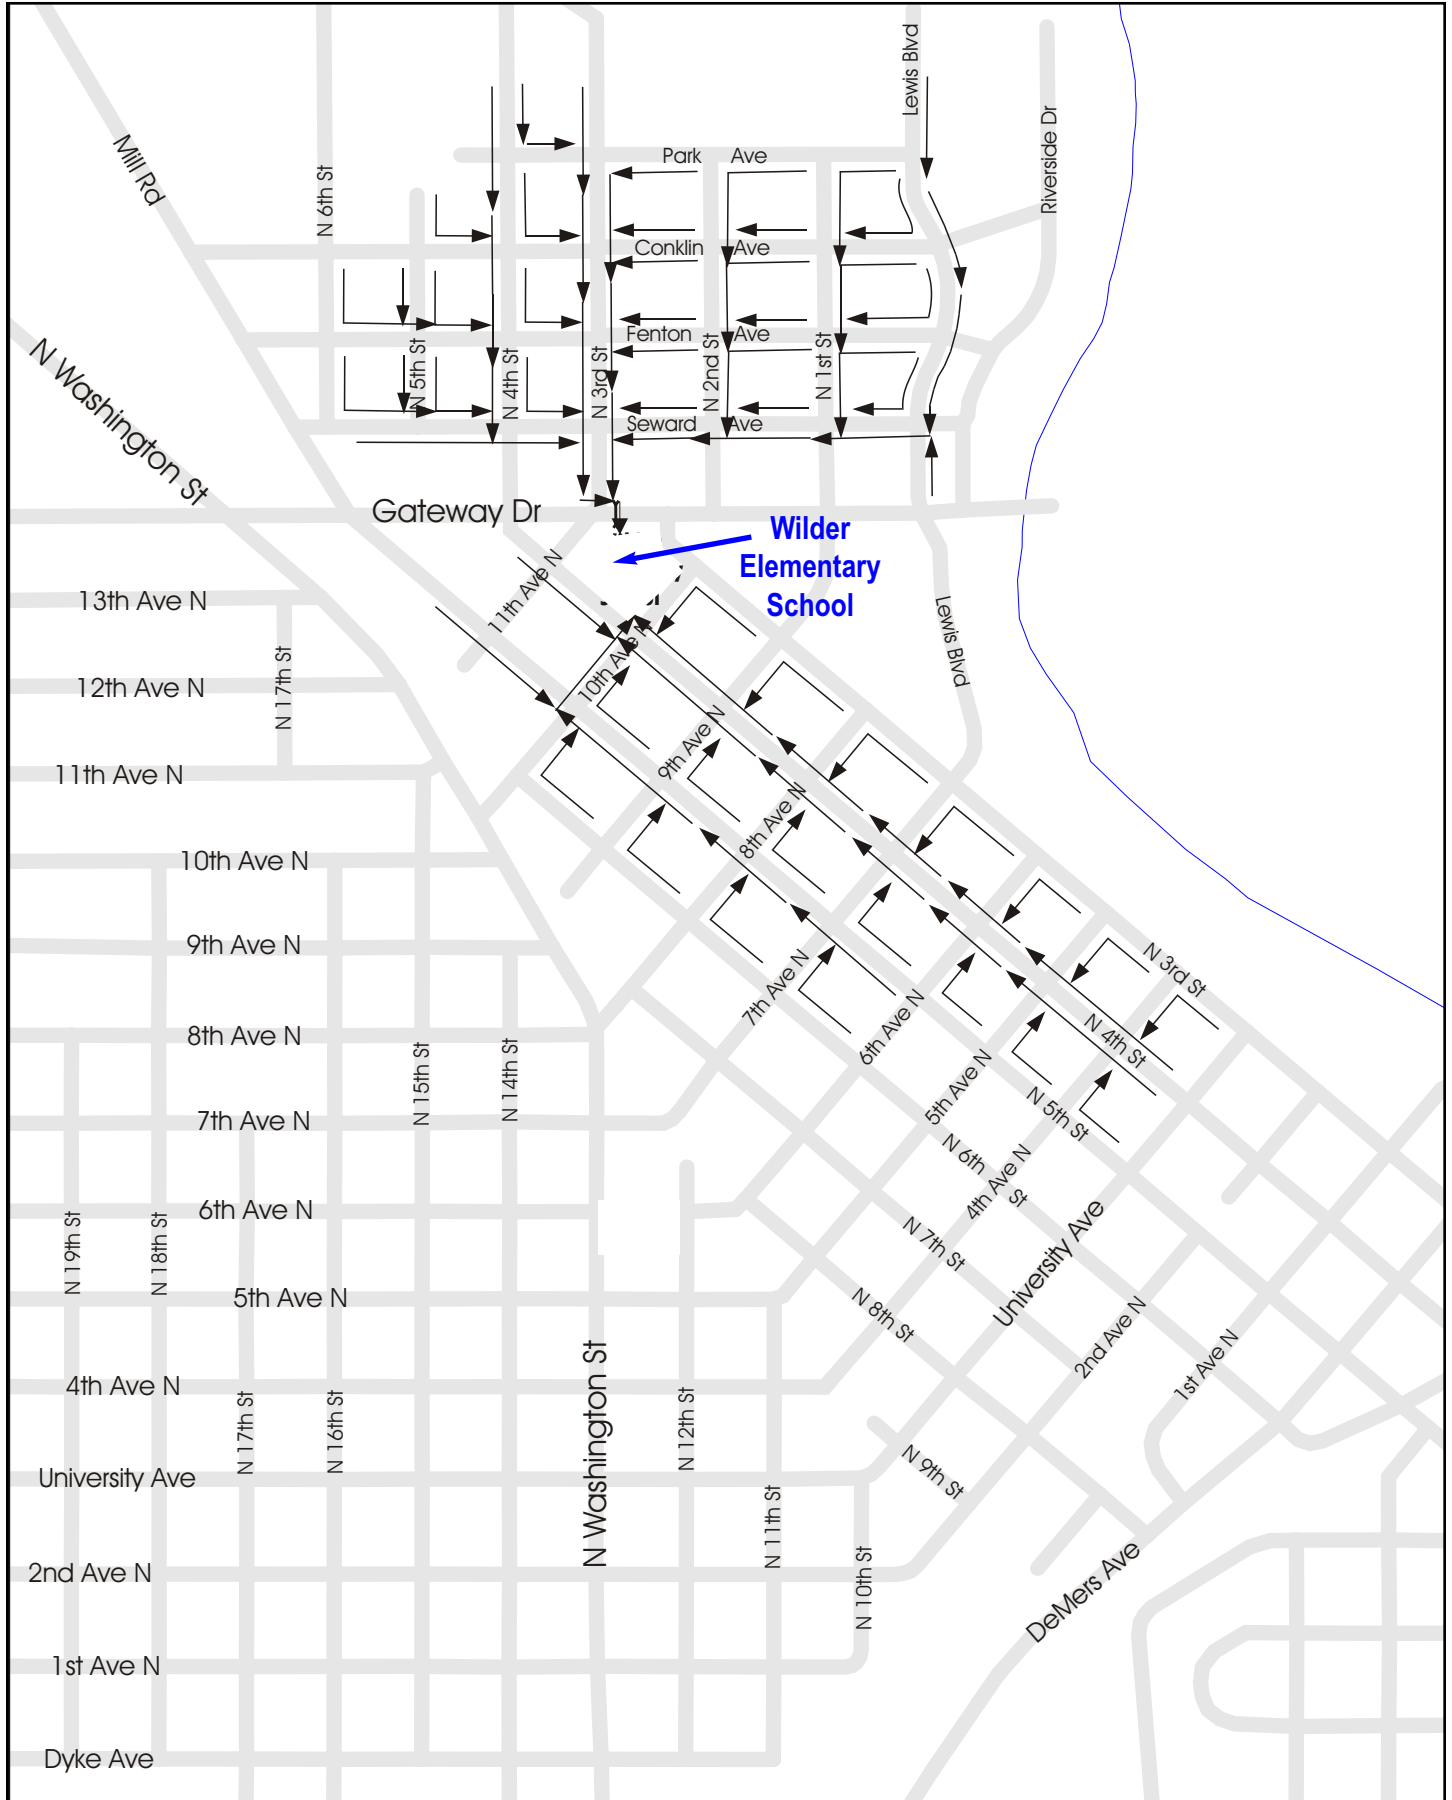 Lewis Blvd
Riverside Dr
Mill Rd
N 6th St
Park Ave
Conklin Ave
Fenton Ave
N 5th St
N 4th St
N 3rd St
N 2nd St
N 1st St
Seward Ave
N Washington St
Gateway Dr
Wilder
Elementary
School
11th Ave N
13th Ave N
Lewis Blvd
10th Ave N
N 17th St
12th Ave N
9th Ave N
11th Ave N
8th Ave N
10th Ave N
9th Ave N
7th Ave N
N 3rd St
6th Ave N
8th Ave N
N 4th St
N 15th St
N 14th St
5th Ave N
N 5th St
7th Ave N
N 6th St
4th Ave N
6th Ave N
N 19th St
N 18th St
N 7th St
University Ave
5th Ave N
N 8th St
2nd Ave N
1st Ave N
4th Ave N
N 17th St
N 16th St
N Washington St
N 12th St
University Ave
N 9th St
N 11th St
2nd Ave N
N 10th St
DeMers Ave
1st Ave N
Dyke Ave